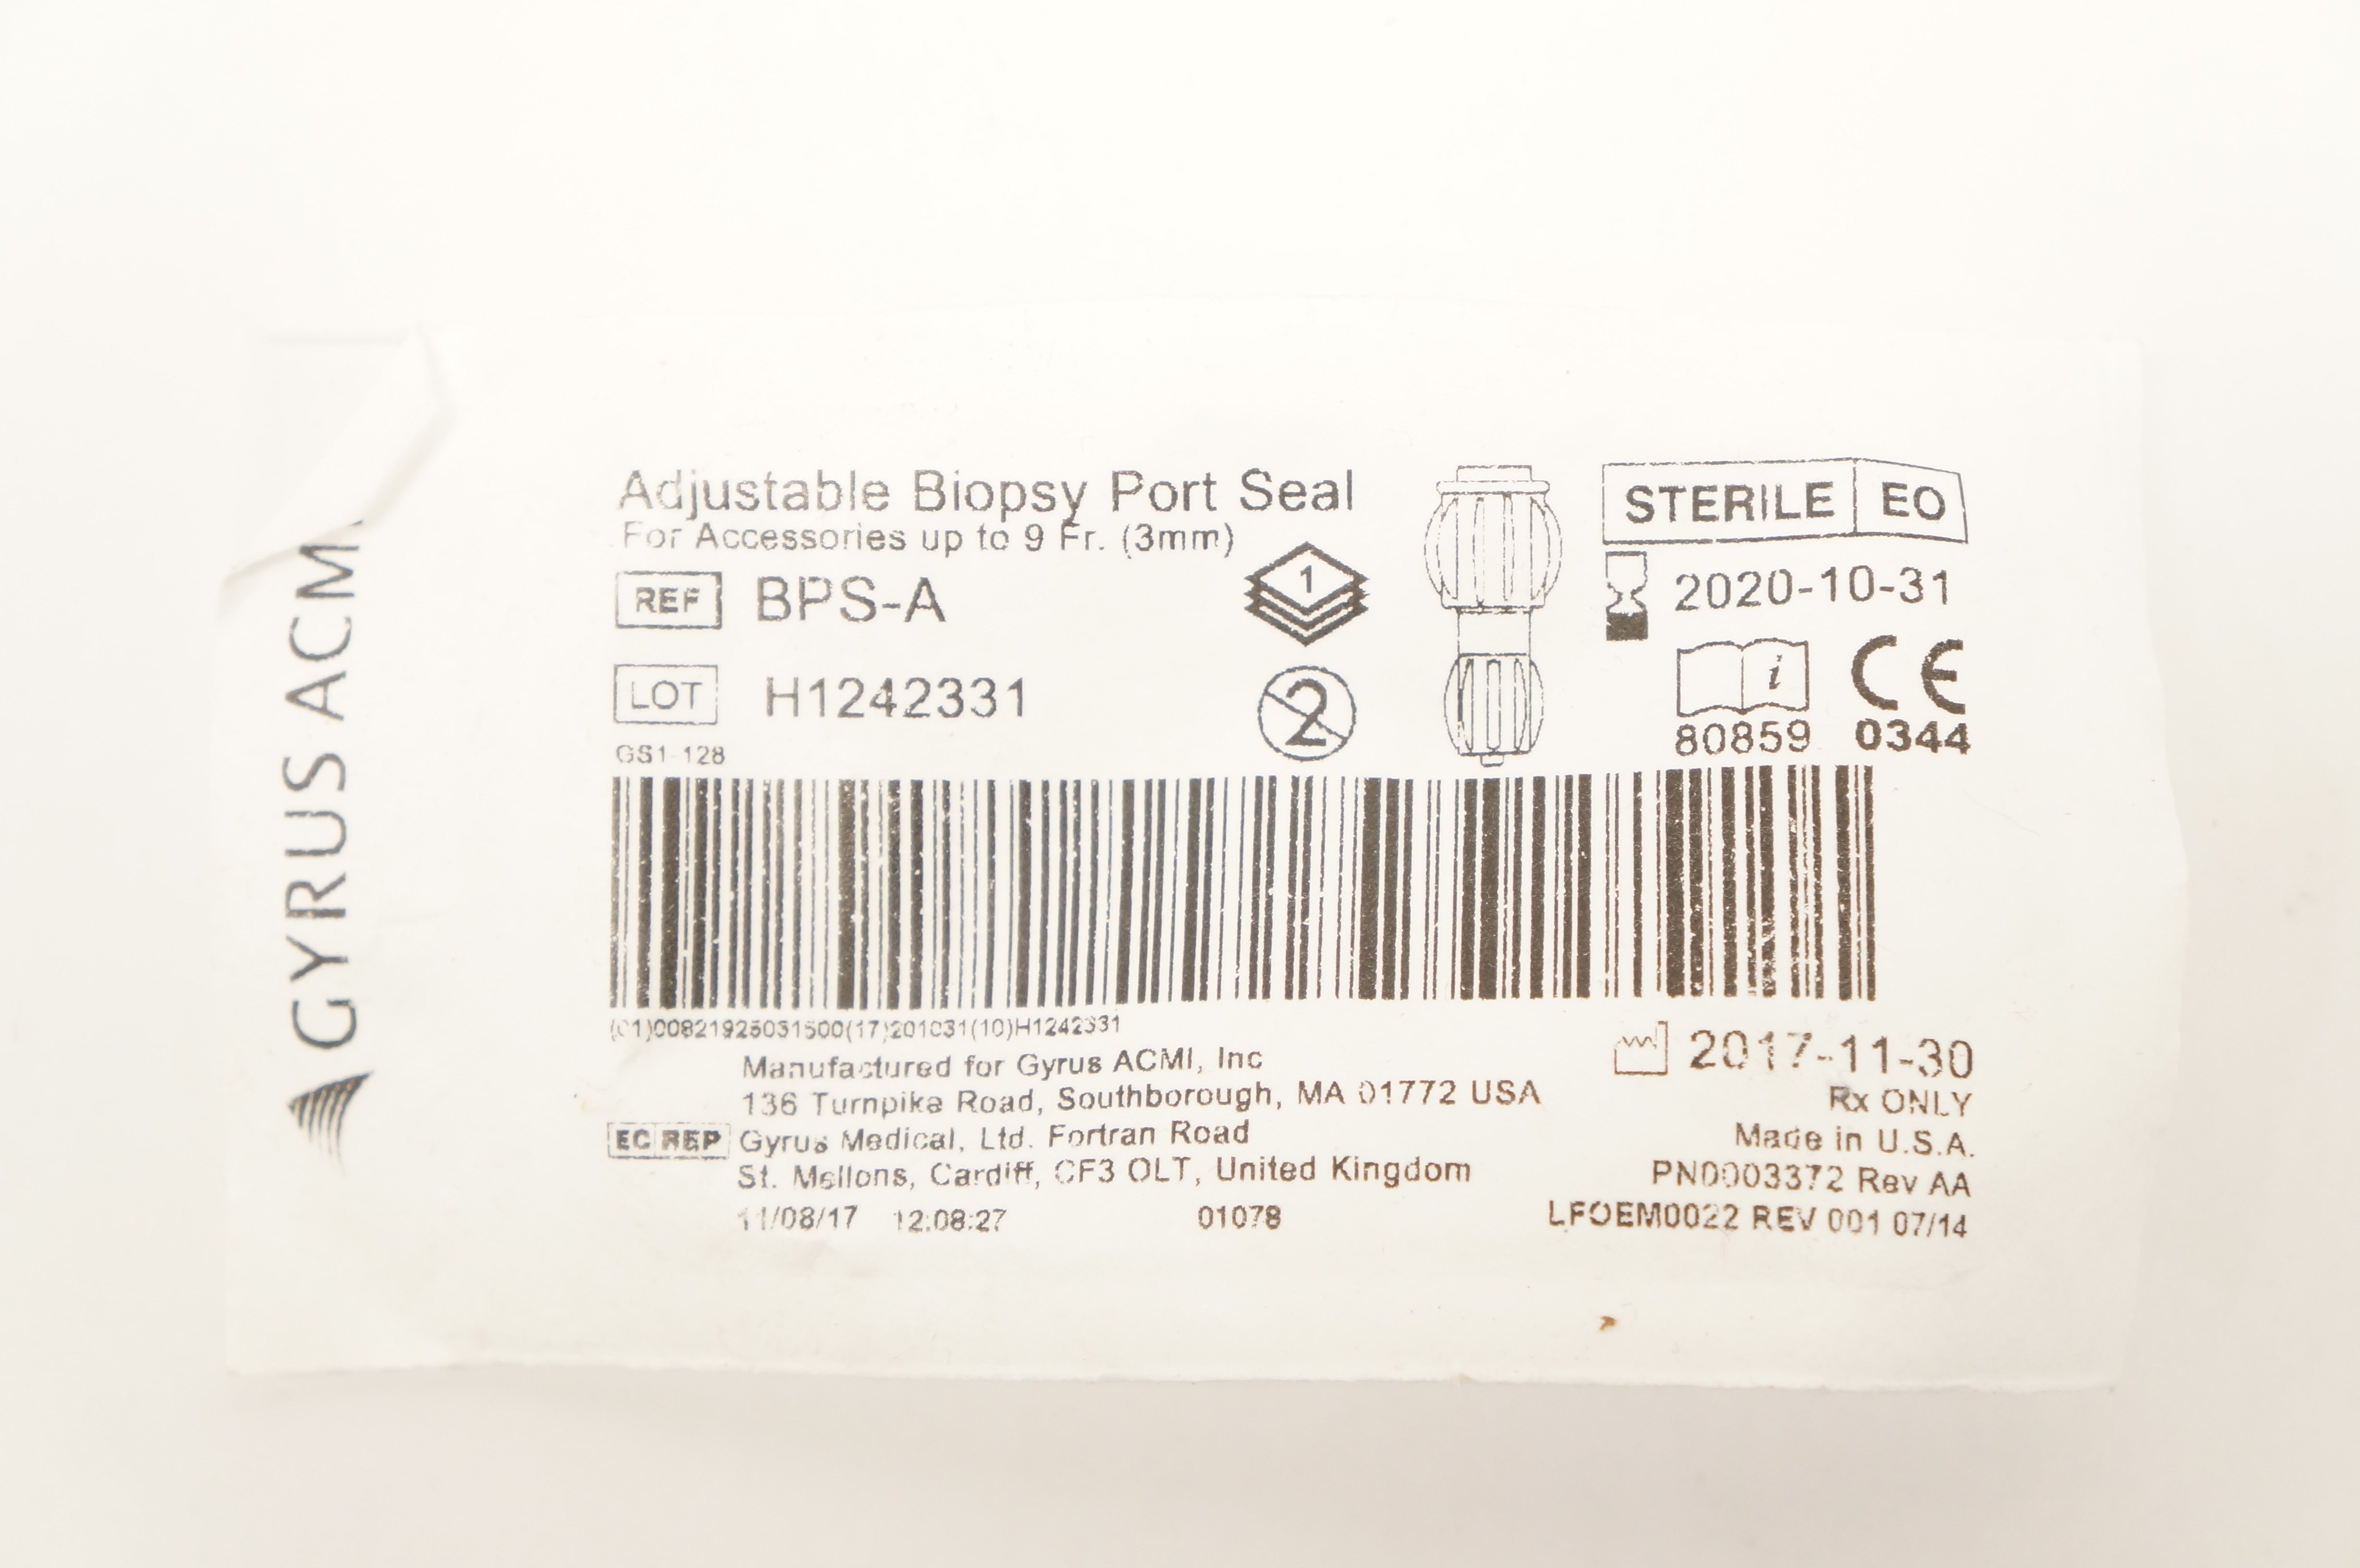 GYRUS ACM
Adjustable Biopsy Port Seal
For Accessories up to 9 Fr. (3mm)
REF BPS-A
1
LOT H1242331
2
STERILE EO
2020-10-31
i
80859
CE
0344
GS1-128
(01)00821925031500(17)201031(10)H1242331
Manufactured for Gyrus ACMI, Inc
136 Turnpike Road, Southborough, MA 01772 USA
EC REP Gyrus Medical, Ltd. Fortran Road
St. Mellons, Cardiff, CF3 OLT, United Kingdom
11/08/17 12:08:27 01078
2017-11-30
Rx ONLY
Made in U.S.A.
PN0003372 Rev AA
LFOEM0022 REV 001 07/14